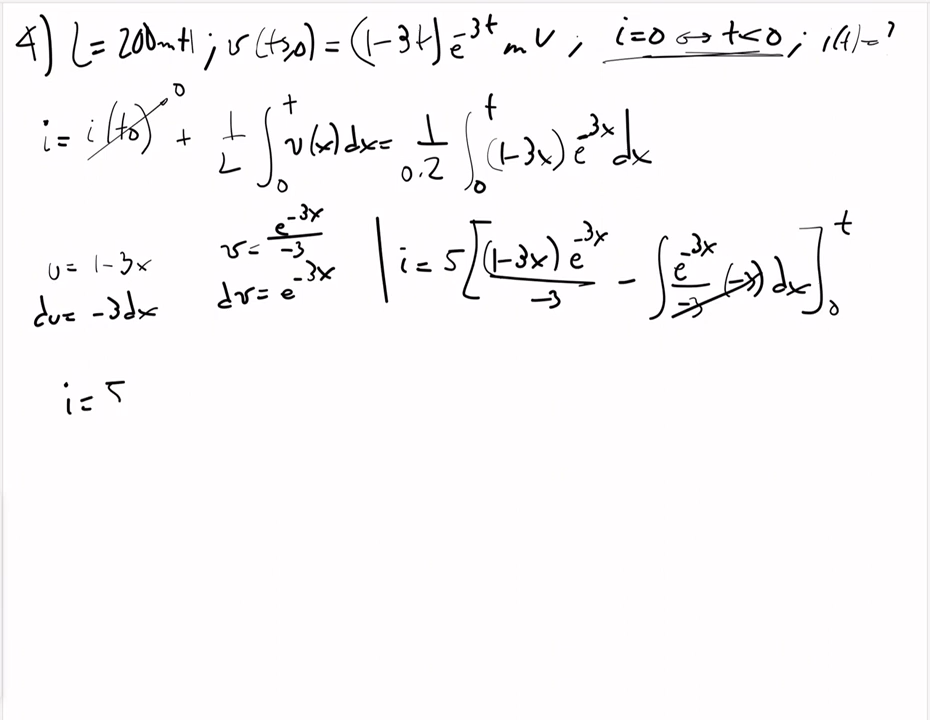 4) L = 200mH ; v(t>0) = (1-3t) e^{-3t} mV , i=0 ↔ t<0 ; i(t)=?
i = i(t0)^0 + 1/L ∫_0^t v(x)dx = 1/0.2 ∫_0^t (1-3x) e^{-3x} dx
u = 1-3x v = e^{-3x}/-3 | i = 5[(1-3x) e^{-3x}/-3 - ∫ e^{-3x}/-3 (-3) dx]_0^t
du = -3dx dv = e^{-3x}
i = 5